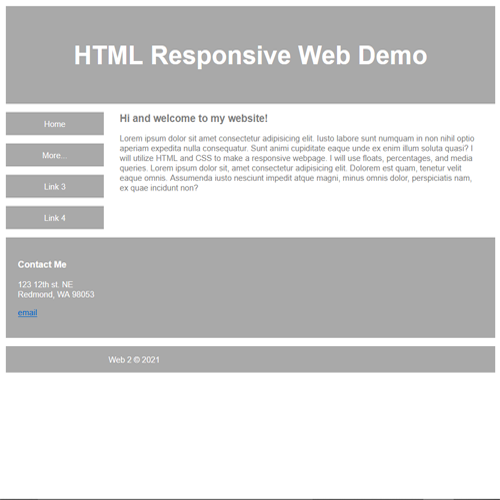 HTML Responsive Web Demo
Home
More...
Link 3
Link 4
Hi and welcome to my website!
Lorem ipsum dolor sit amet consectetur adipisicing elit. Iusto labore sunt numquam in non nihil optio
aperiam expedita nulla consequatur. Sunt animi cupiditate eaque unde ex enim illum soluta quasi? I
will utilize HTML and CSS to make a responsive webpage. I will use floats, percentages, and media
queries. Lorem ipsum dolor sit, amet consectetur adipisicing elit. Dolorem est quam, tenetur velit
eaque omnis. Assumenda iusto nesciunt impedit atque magni, minus omnis dolor, perspiciatis nam,
ex quae incidunt non?
Contact Me
123 12th st. NE
Redmond, WA 98053
email
Web 2 © 2021